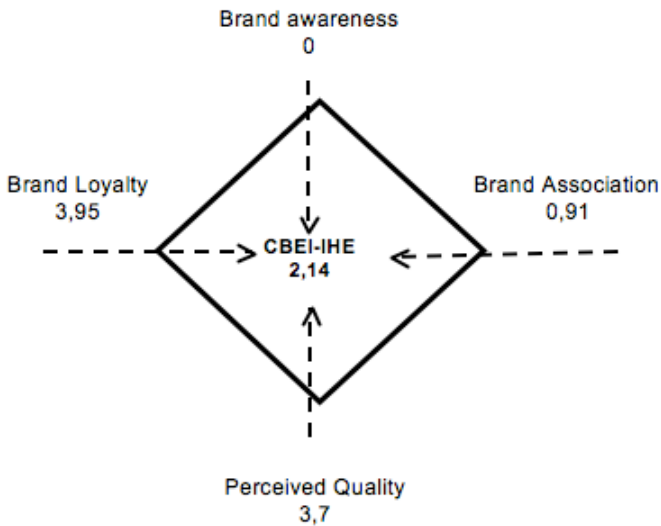 Brand awareness
0
Brand Loyalty
3,95
Brand Association
0,91
CBEI-IHE
2,14
Perceived Quality
3,7